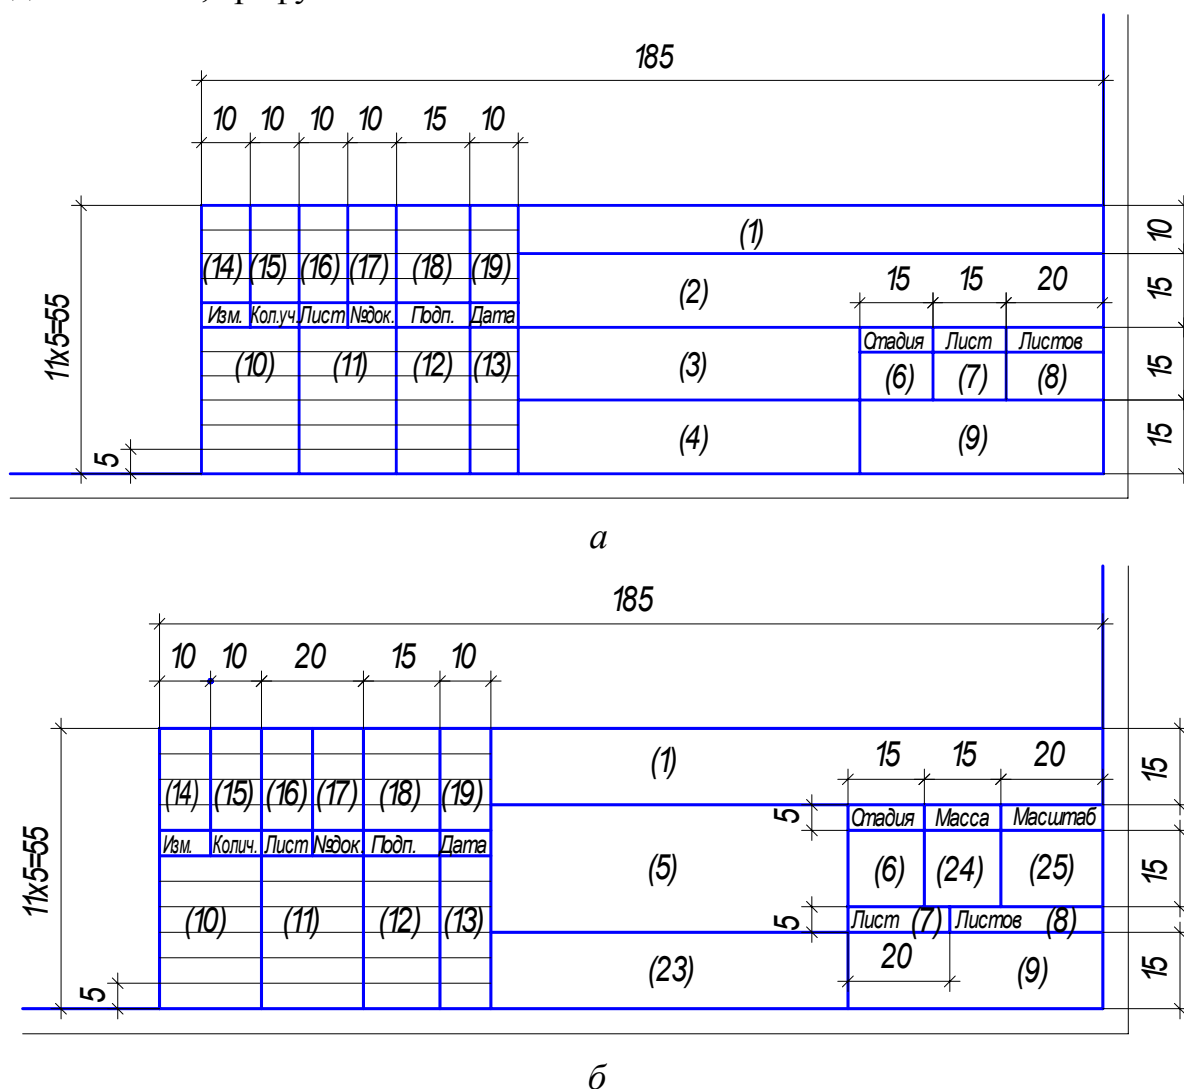 185
10 10 10 10 15 10
(1) 10
(14) (15) (16) (17) (18) (19) (2) 15 15 20 15
Изм. Кол.уч. Лист №док. Подп. Дата
11х5=55
Стадия Лист Листов
(10) (11) (12) (13) (3) (6) (7) (8) 15
5 (4) (9) 15
а
185
10 10 20 15 10
(1) 15 15 20 15
(14) (15) (16) (17) (18) (19) 5 Стадия Масса Масштаб
Изм. Колич. Лист №док. Подп. Дата
11х5=55
(5) (6) (24) (25) 15
(10) (11) (12) (13) 5 Лист (7) Листов (8)
5 (23) 20 (9) 15
б